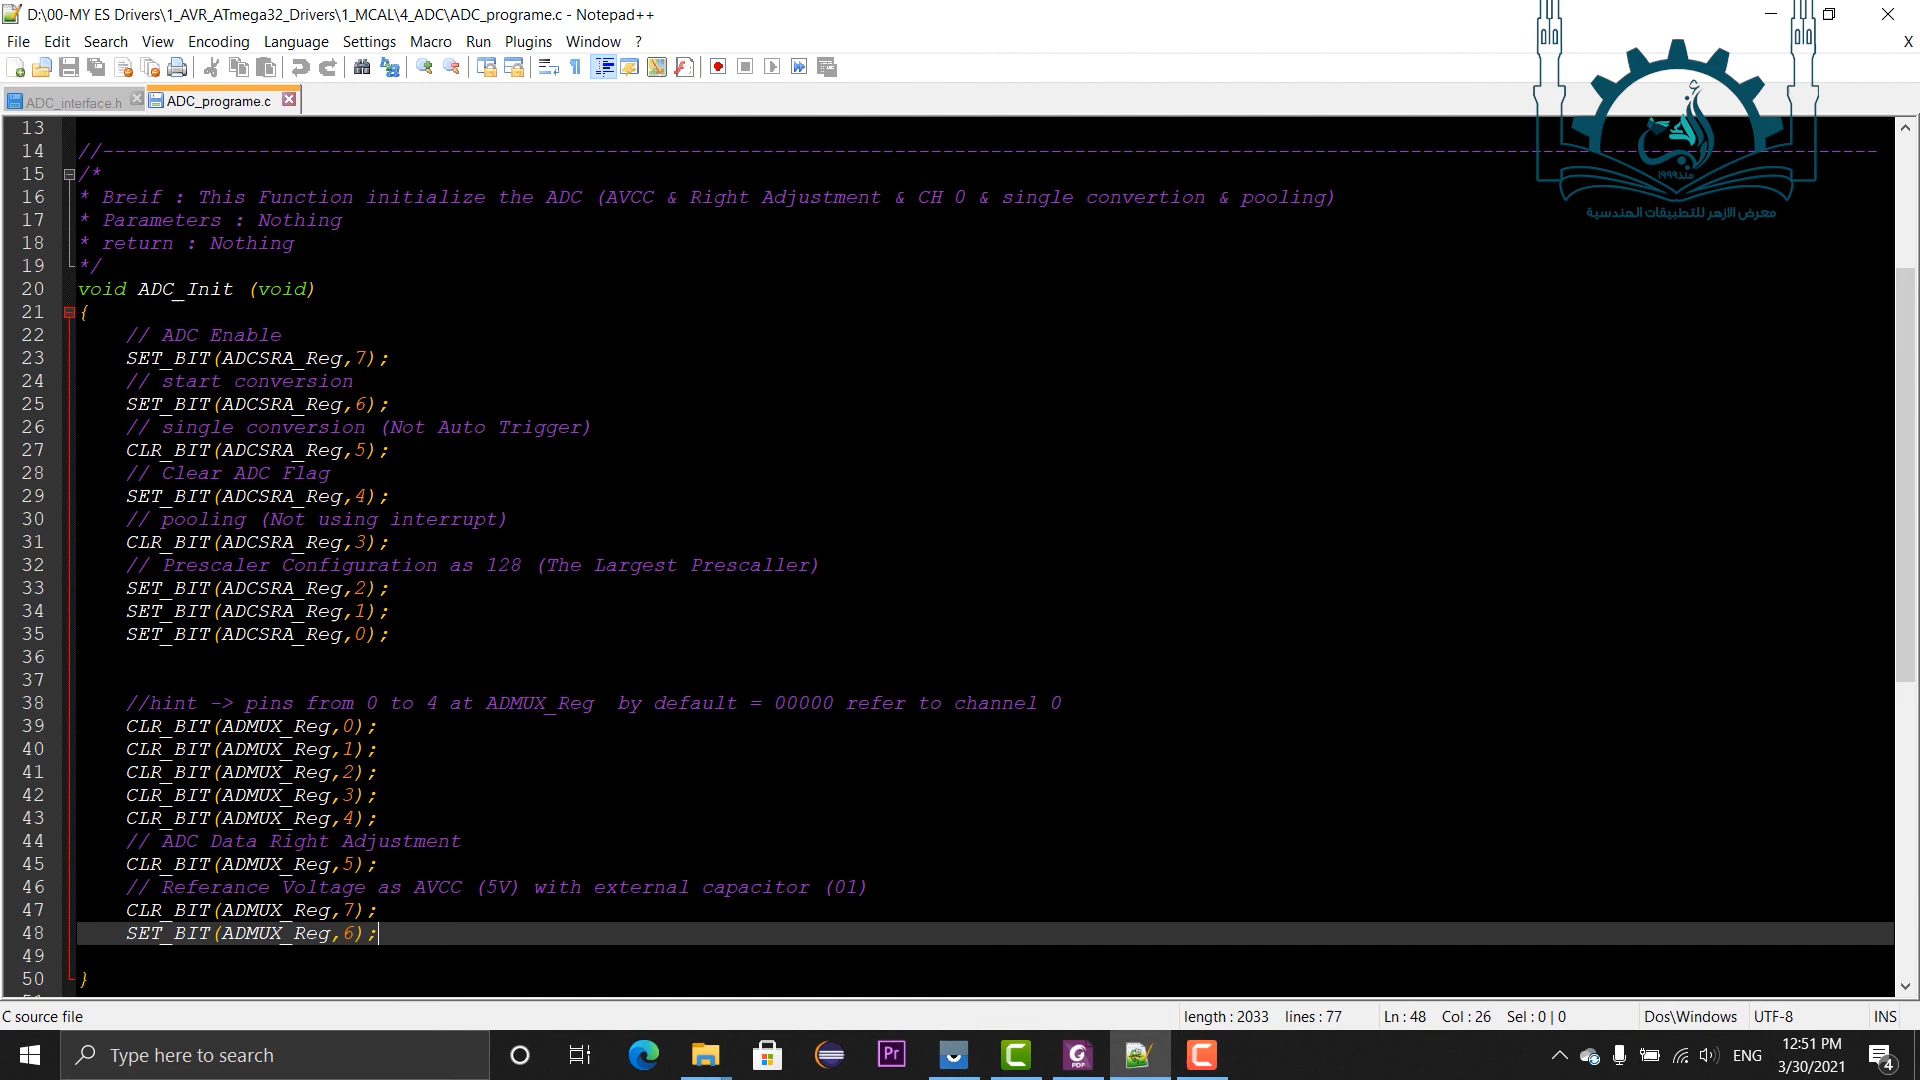 D:\00-MY ES Drivers\1_AVR_ATmega32_Drivers\1_MCAL\4_ADC\ADC_programe.c - Notepad++
File Edit Search View Encoding Language Settings Macro Run Plugins Window ? X
ADC_interface.h ADC_programe.c
منذ ١٩٩٩
معرض الازهر للتطبيقات الهندسية
13
14 //----------------------------------------------------------------------------------------------------------------------------------------------------
15 /*
16 * Breif : This Function initialize the ADC (AVCC & Right Adjustment & CH 0 & single convertion & pooling)
17 * Parameters : Nothing
18 * return : Nothing
19 */
20 void ADC_Init (void)
21 {
22 // ADC Enable
23 SET_BIT(ADCSRA_Reg,7);
24 // start conversion
25 SET_BIT(ADCSRA_Reg,6);
26 // single conversion (Not Auto Trigger)
27 CLR_BIT(ADCSRA_Reg,5);
28 // Clear ADC Flag
29 SET_BIT(ADCSRA_Reg,4);
30 // pooling (Not using interrupt)
31 CLR_BIT(ADCSRA_Reg,3);
32 // Prescaler Configuration as 128 (The Largest Prescaller)
33 SET_BIT(ADCSRA_Reg,2);
34 SET_BIT(ADCSRA_Reg,1);
35 SET_BIT(ADCSRA_Reg,0);
36
37
38 //hint -> pins from 0 to 4 at ADMUX_Reg  by default = 00000 refer to channel 0
39 CLR_BIT(ADMUX_Reg,0);
40 CLR_BIT(ADMUX_Reg,1);
41 CLR_BIT(ADMUX_Reg,2);
42 CLR_BIT(ADMUX_Reg,3);
43 CLR_BIT(ADMUX_Reg,4);
44 // ADC Data Right Adjustment
45 CLR_BIT(ADMUX_Reg,5);
46 // Referance Voltage as AVCC (5V) with external capacitor (01)
47 CLR_BIT(ADMUX_Reg,7);
48 SET_BIT(ADMUX_Reg,6);
49
50 }
C source file length : 2033 lines : 77 Ln : 48 Col : 26 Sel : 0 | 0 Dos\Windows UTF-8 INS
Type here to search Pr PDF ENG 12:51 PM
3/30/2021 4